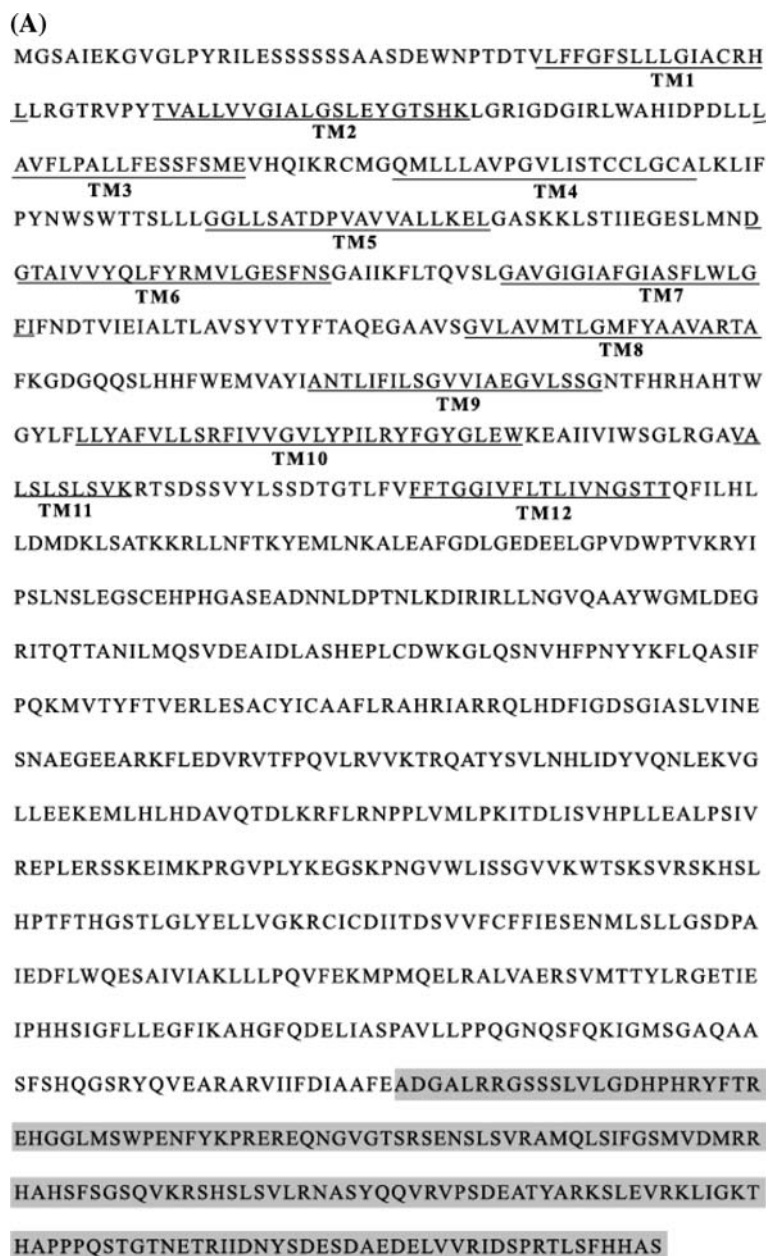 (A)
MGSAIEKGVGLPYRILESSSSSSSAASDEWNPTDTVLFFGFSLLLGIACRH
TM1
LLRGTRVPYTVALLVVGIALGSLEYGTSHKLGRIGDGIRLWAHIDPDLLL
TM2
AVFLPALLFESSFSMEVHQIKRCMGQMLLLAVPGVLISTCCLGCALKLIF
TM3 TM4
PYNWSWTTSLLLGGLLSATDPVAVVALLKELGASKKLSTIIEGESLMND
TM5
GTAIVVYQLFYRMVLGESFNSGAIIKFLTQVSLGAVGIGIAFGIASFLWLG
TM6 TM7
FIFNDTVIEIALTLAVSYVTYFTAQEGAAVSGVLAVMTLGMFYAAVARTA
TM8
FKGDGQQSLHHFWEMVAYIANTLIFILSGVVIAEGVLSSGNTFHRHAHTW
TM9
GYLFLLYAFVLLSRFIVVGVLYPILRYFGYGLEWKEAIIVIWSGLRGAVA
TM10
LSLSLSVKRTSDSSVYLSSDTGTLFVFFTGGIVFLTLIVNGSTTQFILHL
TM11 TM12
LDMDKLSATKKRLLNFTKYEMLNKALEAFGDLGEDEELGPVDWPTVKRYI
PSLNSLEGSCEHPHGASEADNNLDPTNLKDIRIRLLNGVQAAYWGMLDEG
RITQTTANILMQSVDEAIDLASHEPLCDWKGLQSNVHFPNYYKFLQASIF
PQKMVTYFTVERLESACYICAAFLRAHRIARRQLHDFIGDSGIASLVINE
SNAEGEEARKFLEDVRVTFPQVLRVVKTRQATYSVLNHLIDYVQNLEKVG
LLEEKEMLHLHDAVQTDLKRFLRNPPLVMLPKITDLISVHPLLEALPSIV
REPLERSSKEIMKPRGVPLYKEGSKPNGVWLISSGVVKWTSKSVRSKHSL
HPTFTHGSTLGLYELLVGKRCICDIITDSVVFCFFIESENMLSLLGSDPA
IEDFLWQESAIVIAKLLLPQVFEKMPMQELRALVAERSVMTTYLRGETIE
IPHHSIGFLLEGFIKAHGFQDELIASPAVLLPPQGNQSFQKIGMSGAQAA
SFSHQGSRYQVEARARVIIFDIAAFEADGALRRGSSSLVLGDHPHRYFTR
EHGGLMSWPENFYKPREREQNGVGTSRSENSLSVRAMQLSIFGSMVDMRR
HAHSFSGSQVKRSHSLSVLRNASYQQVRVPSDEATYARKSLEVRKLIGKT
HAPPPQSTGTNETRIIDNYSDESDAEDELVVRIDSPRTLSFHHAS